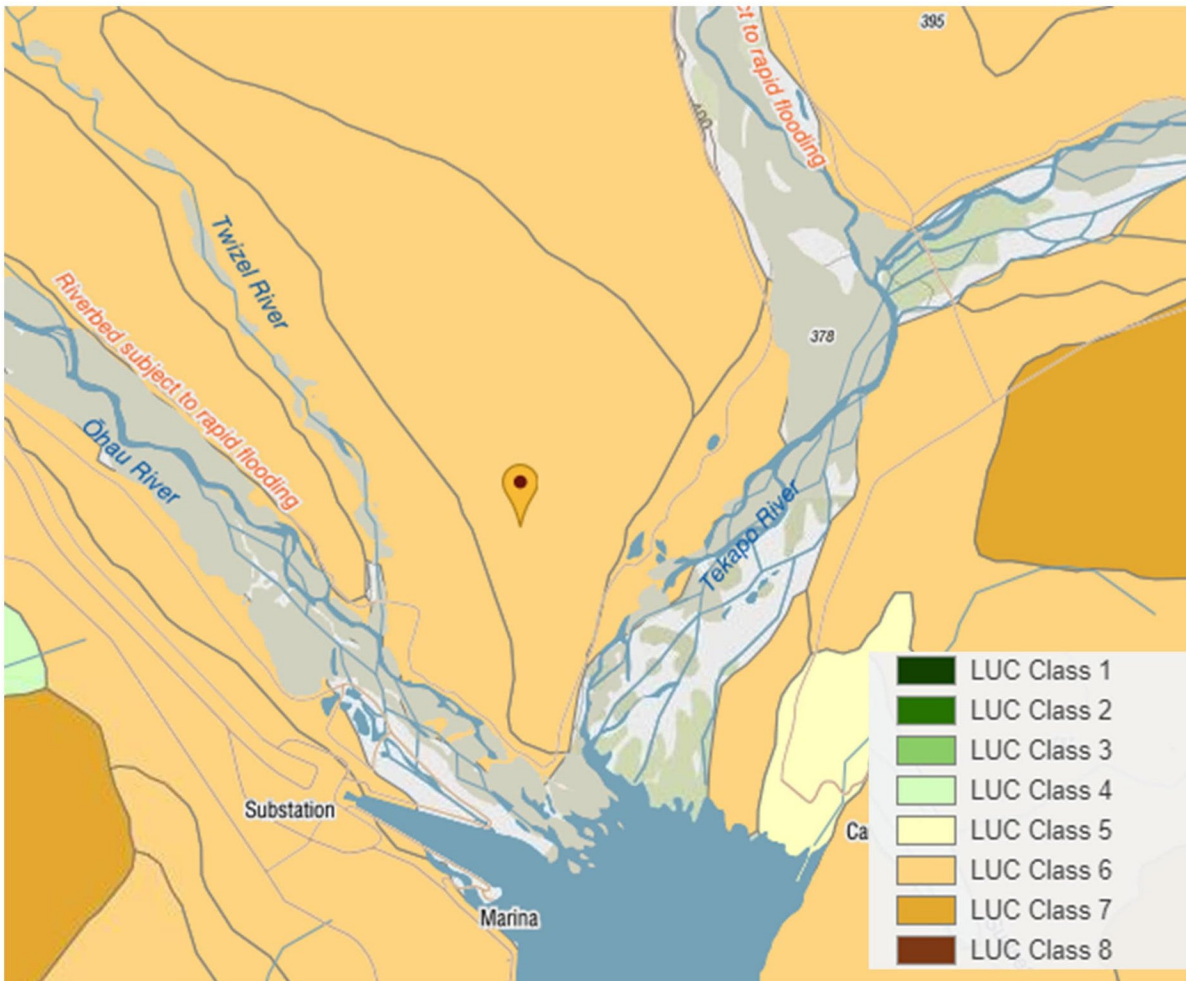 395
ct to rapid flooding
400
Twizel River
Riverbed subject to rapid flooding
Ōhau River
378
Tekapo River
Substation
Marina
Ca
LUC Class 1
LUC Class 2
LUC Class 3
LUC Class 4
LUC Class 5
LUC Class 6
LUC Class 7
LUC Class 8